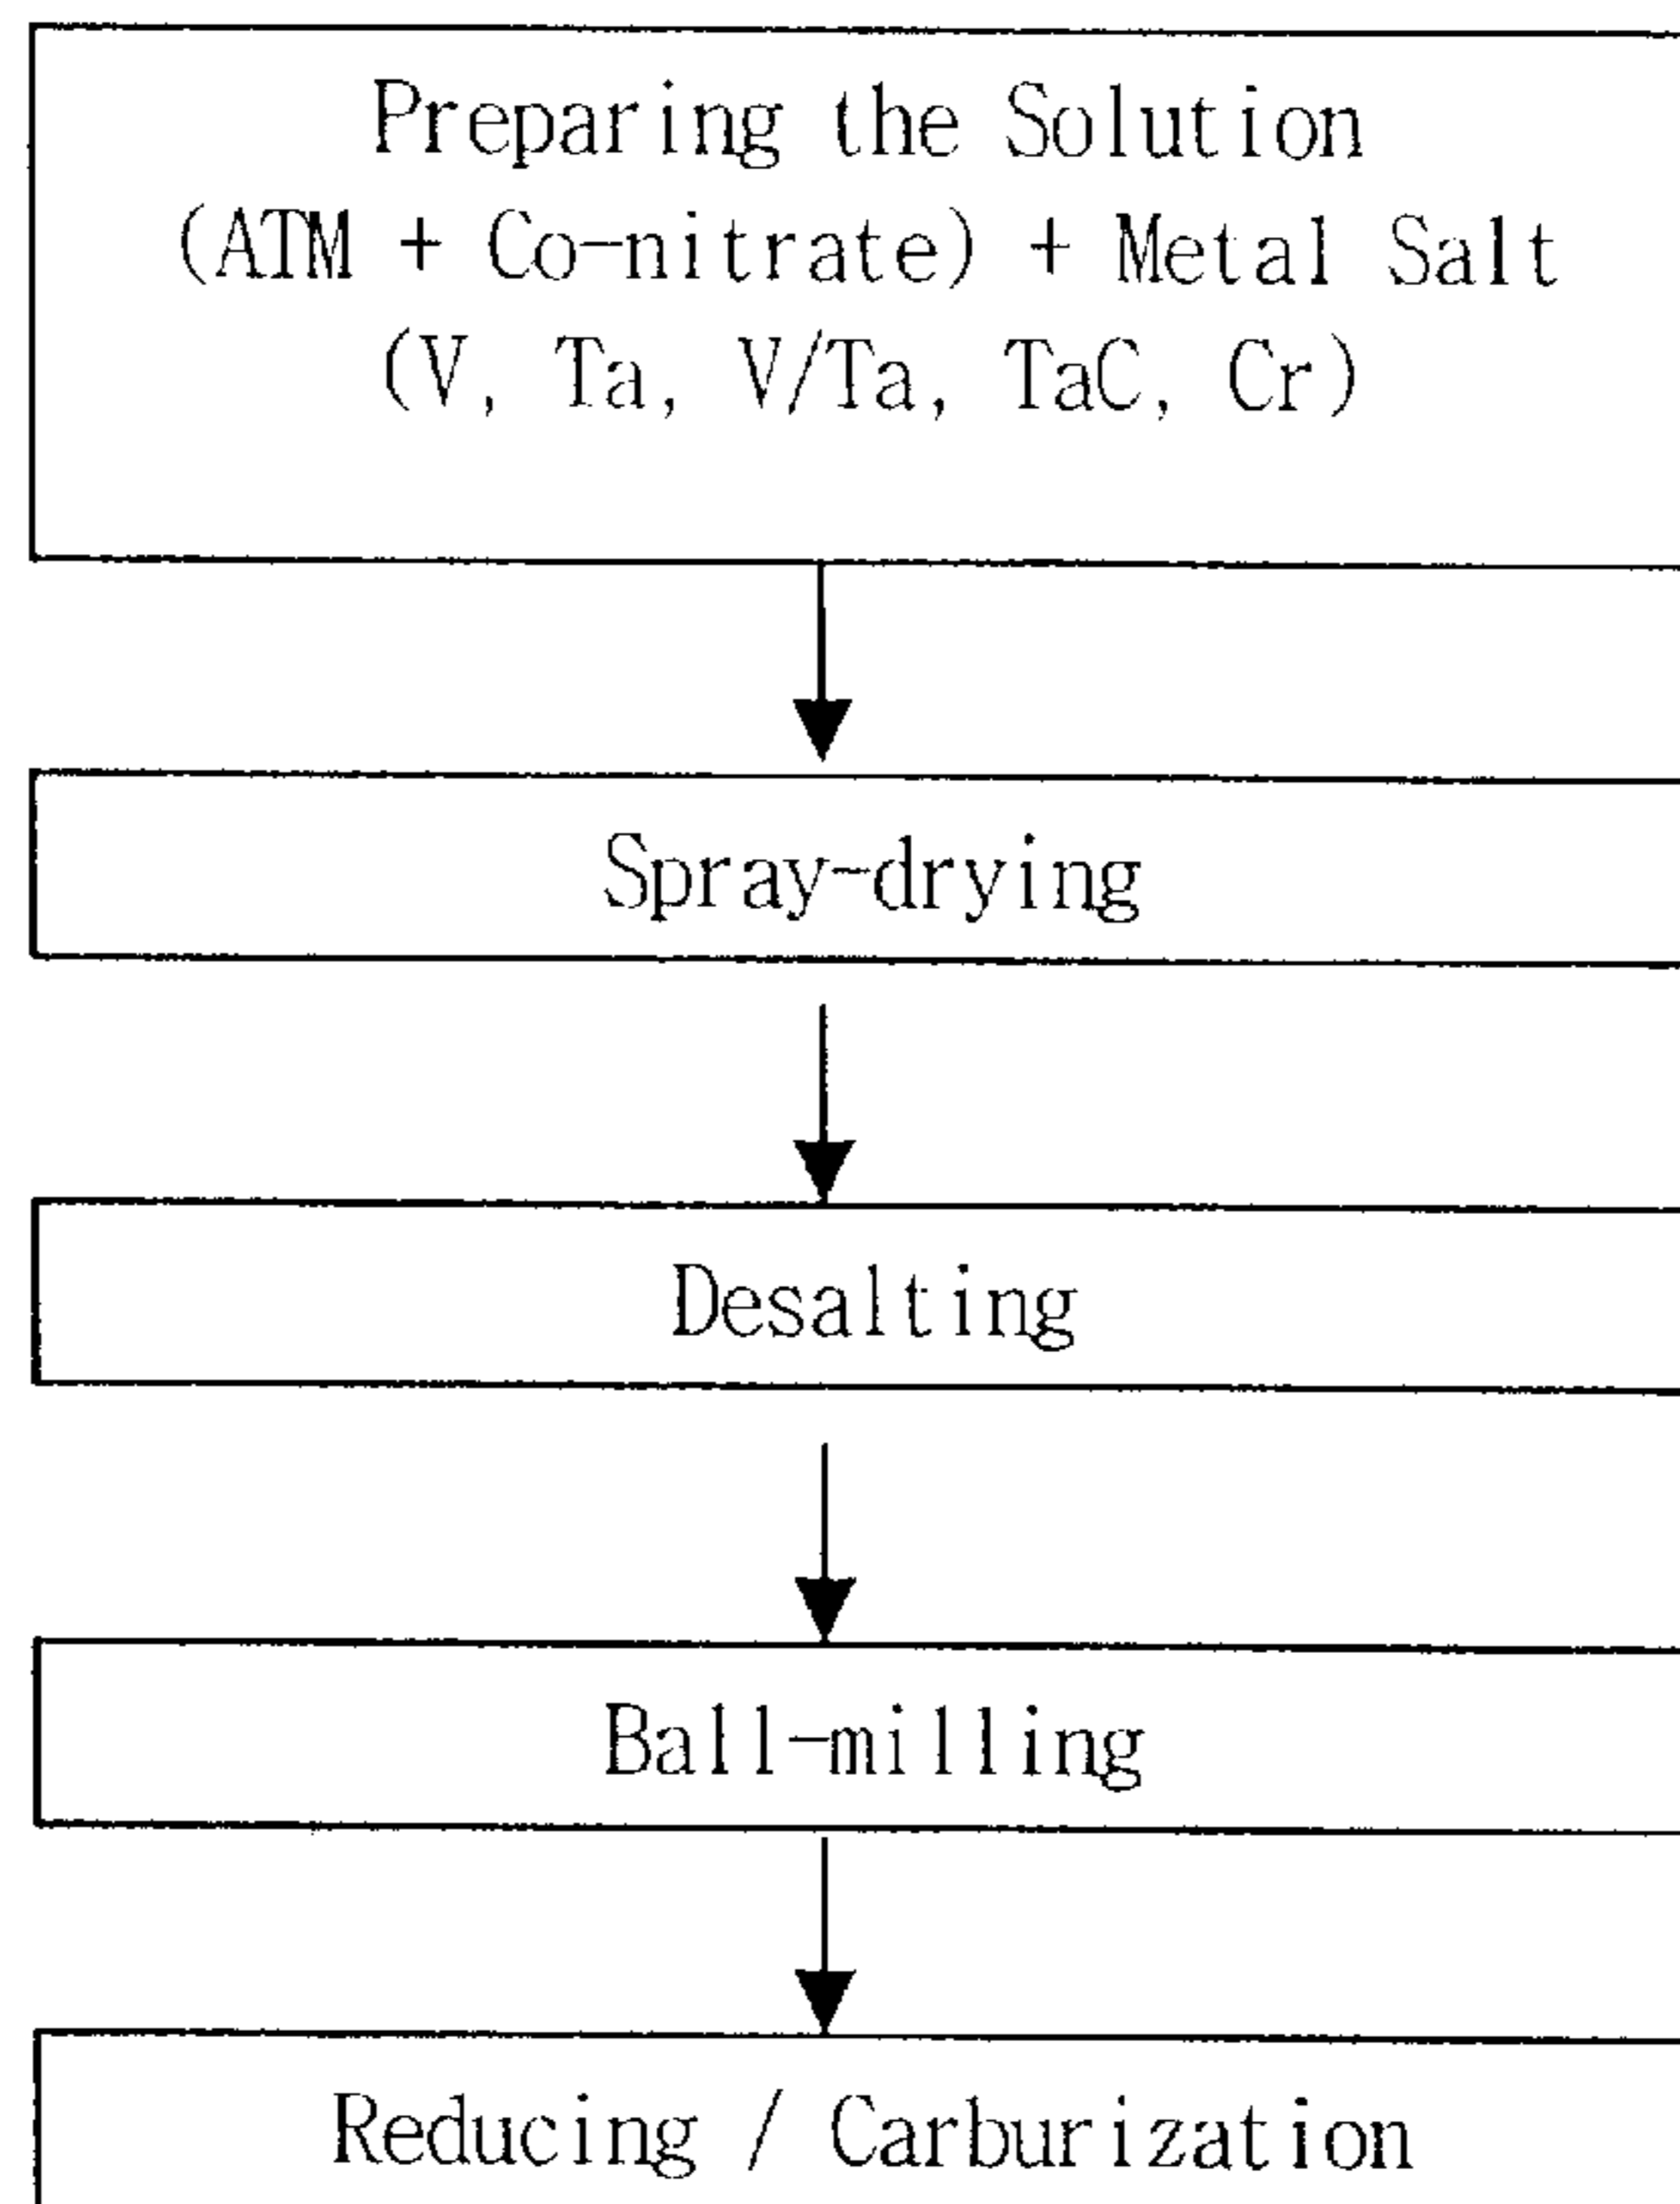 Preparing the Solution
(ATM + Co-nitrate) + Metal Salt
(V, Ta, V/Ta, TaC, Cr)
Spray-drying
Desalting
Ball-milling
Reducing / Carburization